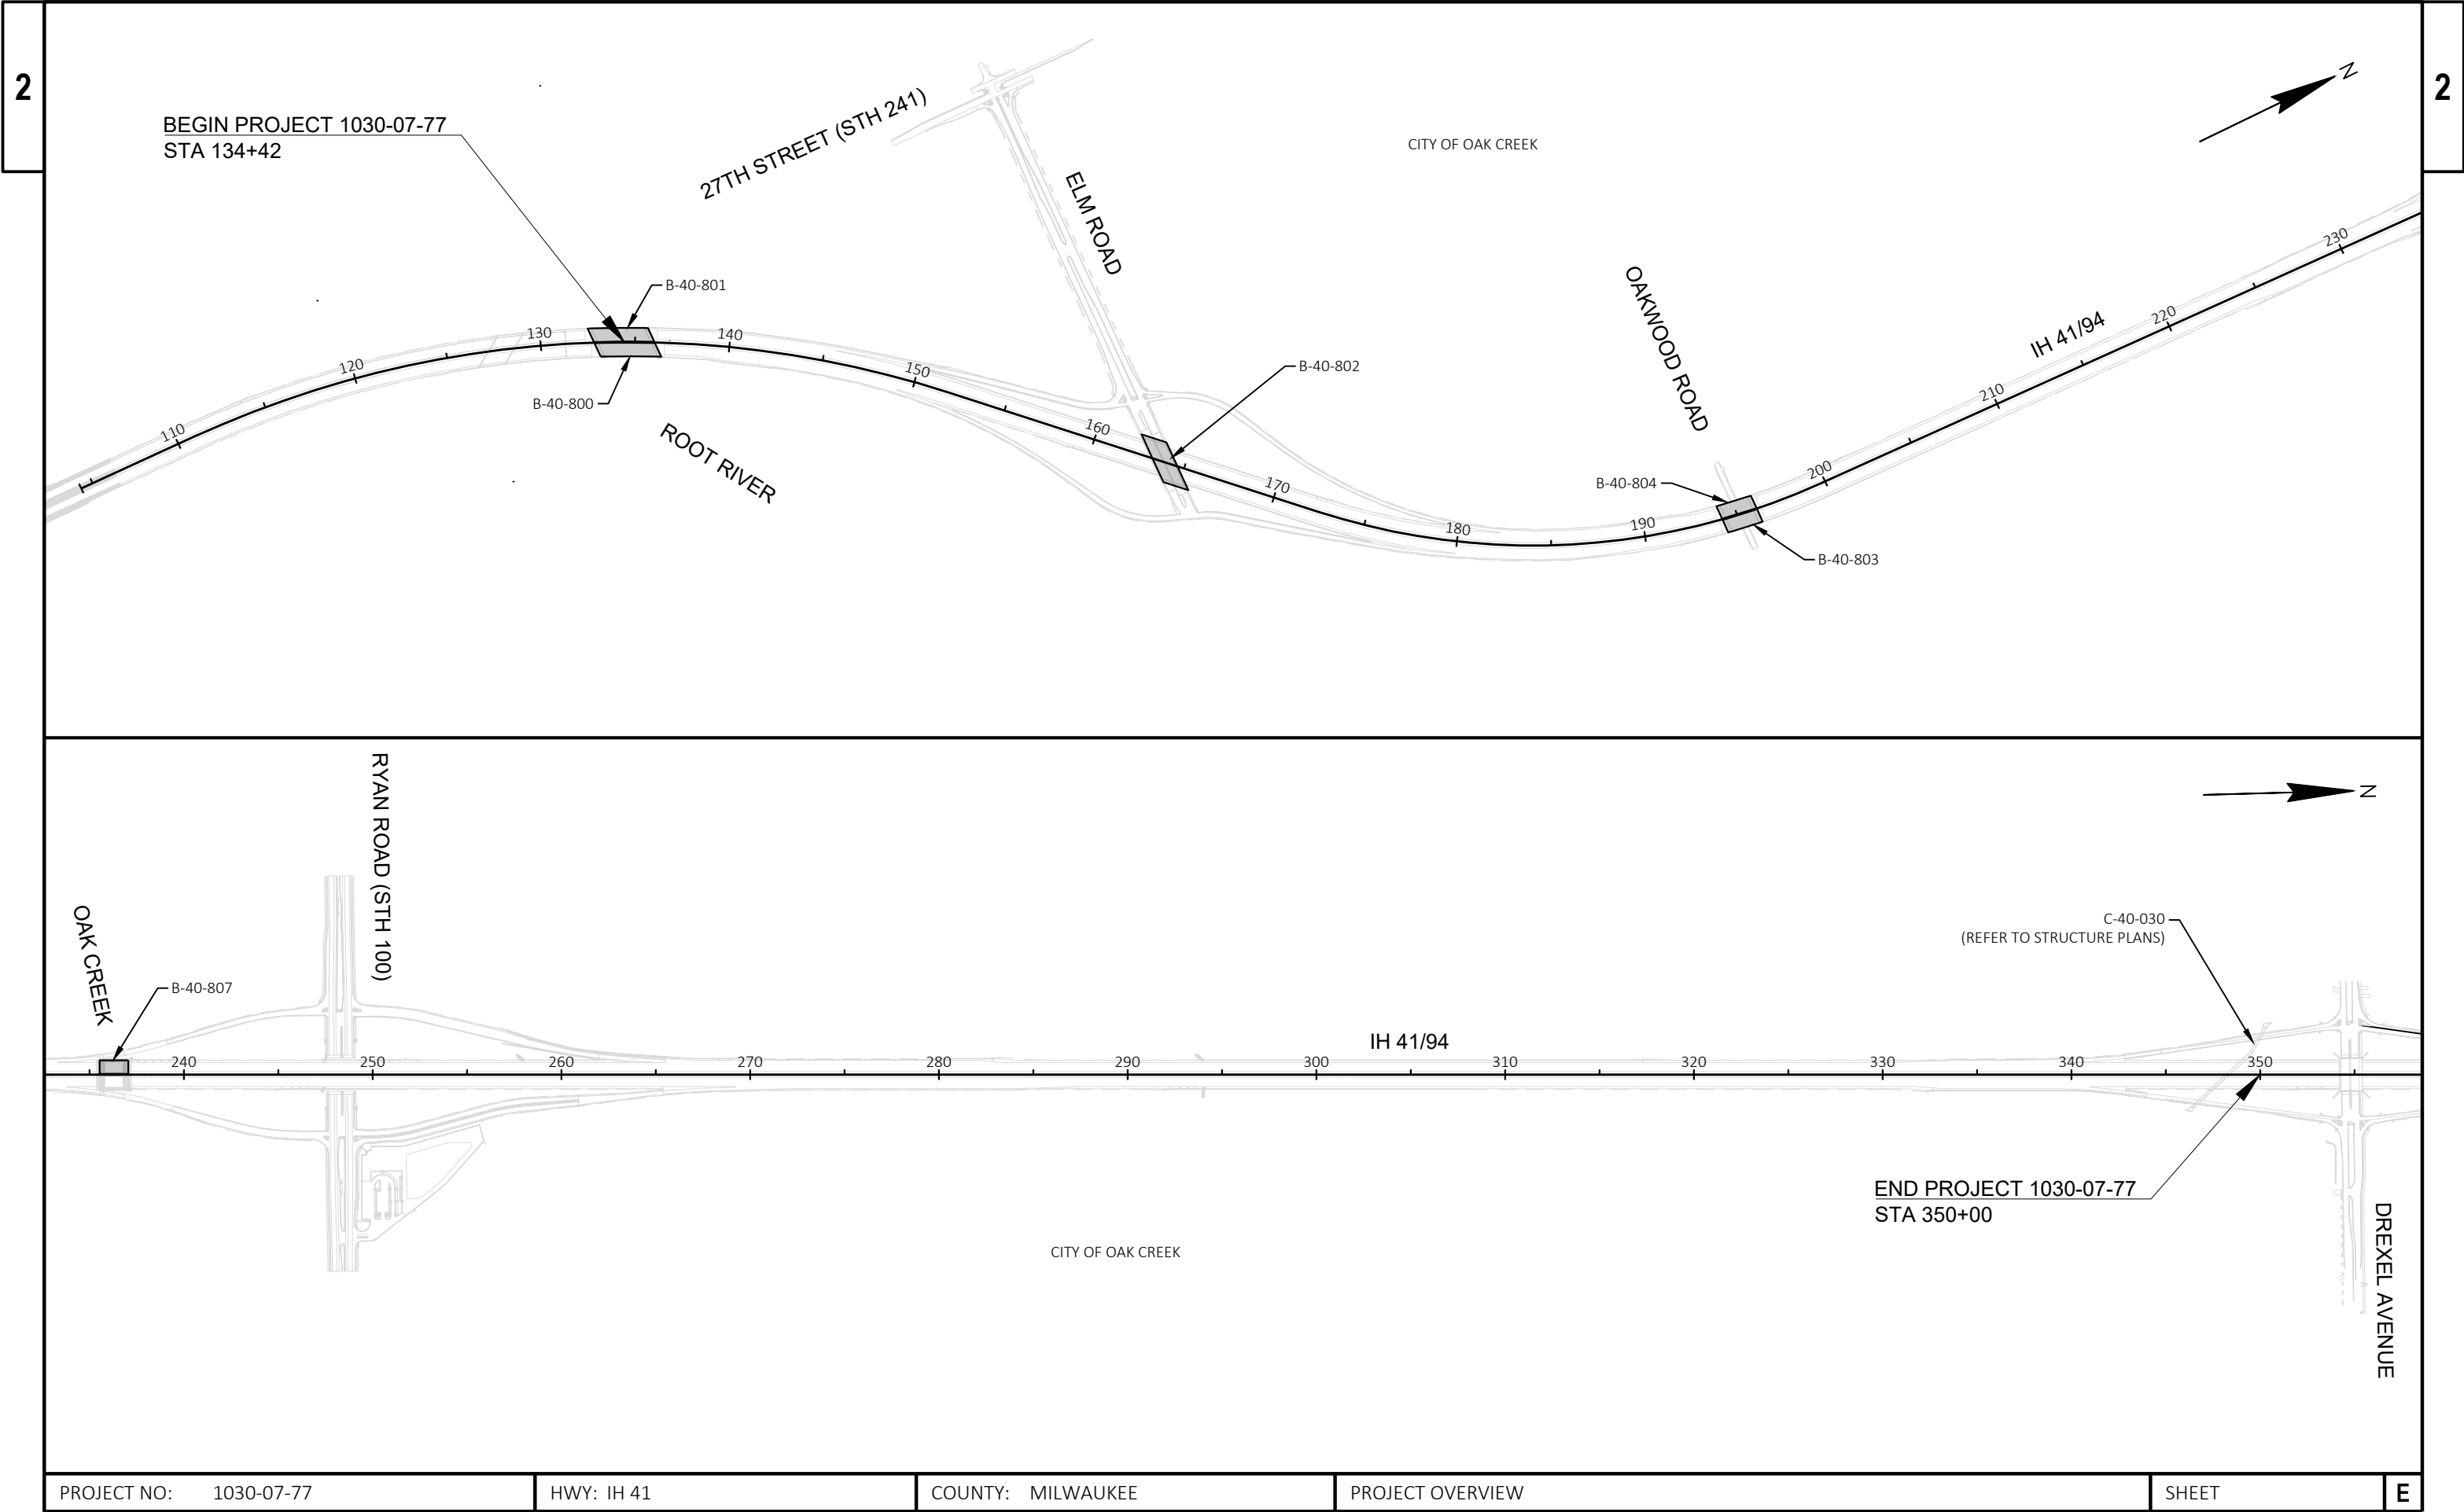 2
2
BEGIN PROJECT 1030-07-77
STA 134+42
27TH STREET (STH 241)
ELM ROAD
CITY OF OAK CREEK
N
OAKWOOD ROAD
IH 41/94
B-40-801
B-40-800
ROOT RIVER
B-40-802
B-40-804
B-40-803
110
120
130
140
150
160
170
180
190
200
210
220
230
RYAN ROAD (STH 100)
N
OAK CREEK
B-40-807
C-40-030
(REFER TO STRUCTURE PLANS)
IH 41/94
240
250
260
270
280
290
300
310
320
330
340
350
END PROJECT 1030-07-77
STA 350+00
CITY OF OAK CREEK
DREXEL AVENUE
PROJECT NO: 1030-07-77
HWY: IH 41
COUNTY: MILWAUKEE
PROJECT OVERVIEW
SHEET
E